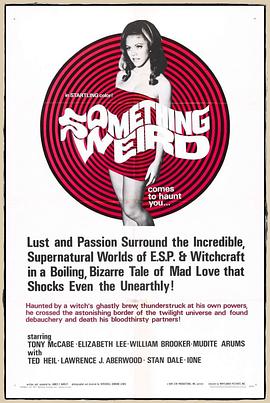 in STARTLING color!
SOMETHING
WEIRD
comes
to haunt
you...
Lust and Passion Surround the Incredible,
Supernatural Worlds of E.S.P. & Witchcraft
in a Boiling, Bizarre Tale of Mad Love that
Shocks Even the Unearthly!
Haunted by a witch's ghastly brew, thunderstruck at his own powers,
he crossed the astonishing border of the twilight universe and found
debauchery and death his bloodthirsty partners!
starring
TONY McCABE·ELIZABETH LEE·WILLIAM BROOKER·MUDITE ARUMS
with
TED HEIL·LAWRENCE J. ABERWOOD · STAN DALE·IONE